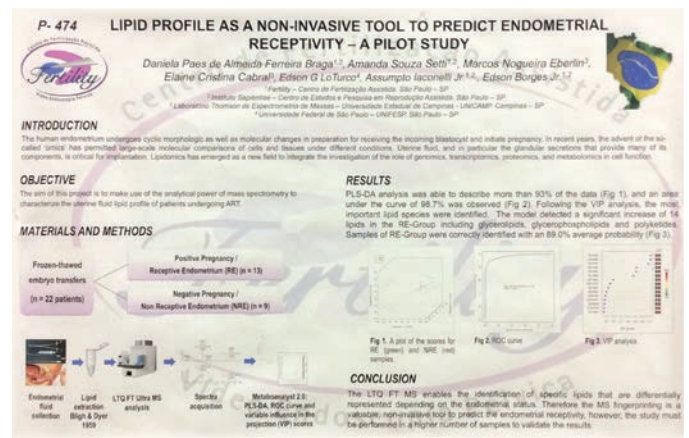 P- 474
LIPID PROFILE AS A NON-INVASIVE TOOL TO PREDICT ENDOMETRIAL
RECEPTIVITY – A PILOT STUDY
Daniela Paes de Almeida Ferreira Braga1,2, Amanda Souza Setti1,2, Marcos Nogueira Eberlin3,
Elaine Cristina Cabral3, Edson G LoTurco4, Assumpto Iaconelli Jr.1,2, Edson Borges Jr.1,2
1 Fertility – Centro de Fertilização Assistida. São Paulo – SP
2 Instituto Sapientiae – Centro de Estudos e Pesquisa em Reprodução Assistida. São Paulo – SP
3 Laboratório Thomson de Espectrometria de Massas – Universidade Estadual de Campinas - UNICAMP. Campinas – SP
4 Universidade Federal de São Paulo – UNIFESP. São Paulo - SP
Fertility
INTRODUCTION
The human endometrium undergoes cyclic morphologic as well as molecular changes in preparation for receiving the incoming blastocyst and initiate pregnancy. In recent years, the advent of the so-
called 'omics' has permitted large-scale molecular comparisons of cells and tissues under different conditions. Uterine fluid, and in particular the glandular secretions that provide many of its
components, is critical for implantation. Lipidomics has emerged as a new field to integrate the investigation of the role of genomics, transcriptomics, proteomics, and metabolomics in cell function.
OBJECTIVE
The aim of this project is to make use of the analytical power of mass spectrometry to
characterize the uterine fluid lipid profile of patients undergoing ART.
MATERIALS AND METHODS
Frozen-thawed
embryo transfers
(n = 22 patients)
Positive Pregnancy /
Receptive Endometrium (RE) (n = 13)
Negative Pregnancy /
Non Receptive Endometrium (NRE) (n = 9)
Endometrial
fluid
collection
Lipid
extraction
Bligh & Dyer
1959
LTQ FT Ultra MS
analysis
Spectra
acquisition
Metaboanalyst 2.0:
PLS-DA, ROC curve and
variable influence in the
projection (VIP) scores
RESULTS
PLS-DA analysis was able to describe more than 93% of the data (Fig 1), and an area
under the curve of 98.7% was observed (Fig 2). Following the VIP analysis, the most
important lipid species were identified. The model detected a significant increase of 14
lipids in the RE-Group including glycerolipids, glycerophospholipids and polyketides.
Samples of RE-Group were correctly identified with an 89.0% average probability (Fig 3).
Fig 1. A plot of the scores for
RE (green) and NRE (red)
samples
Fig 2. ROC curve
Fig 3. VIP analysis
CONCLUSION
The LTQ FT MS enables the identification of specific lipids that are differentially
represented depending on the endometrial status. Therefore the MS fingerprinting is a
valuable, non-invasive tool to predict the endometrial receptivity, however, the study must
be performed in a higher number of samples to validate the results.